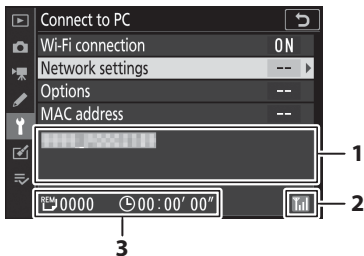 Connect to PC
Wi-Fi connection ON
Network settings --
Options --
MAC address --
1
REM 0000 00:00′ 00″
2
3